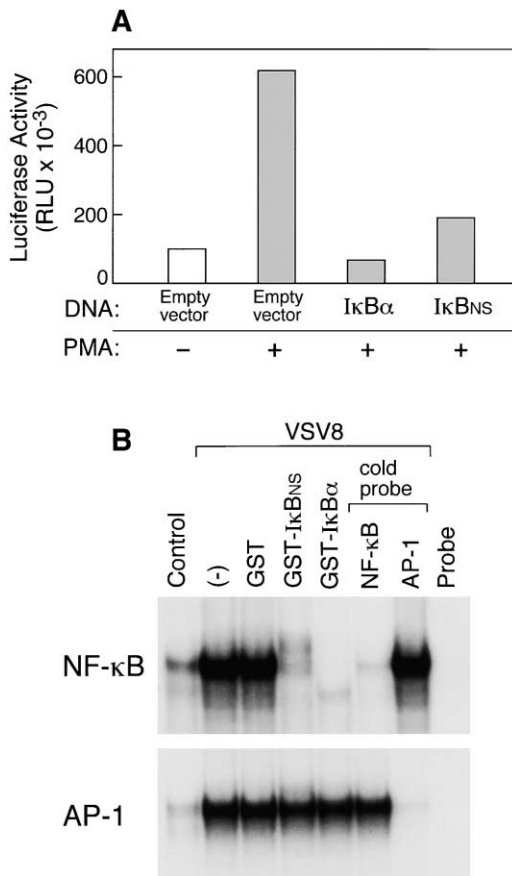 A
Luciferase Activity
(RLU x 10⁻³)
600
400
200
0
DNA: Empty vector Empty vector IκBα IκBNS
PMA: – + + +
B
VSV8
cold probe
Control (-) GST GST-IκBNS GST-IκBα NF-κB AP-1 Probe
NF-κB
AP-1